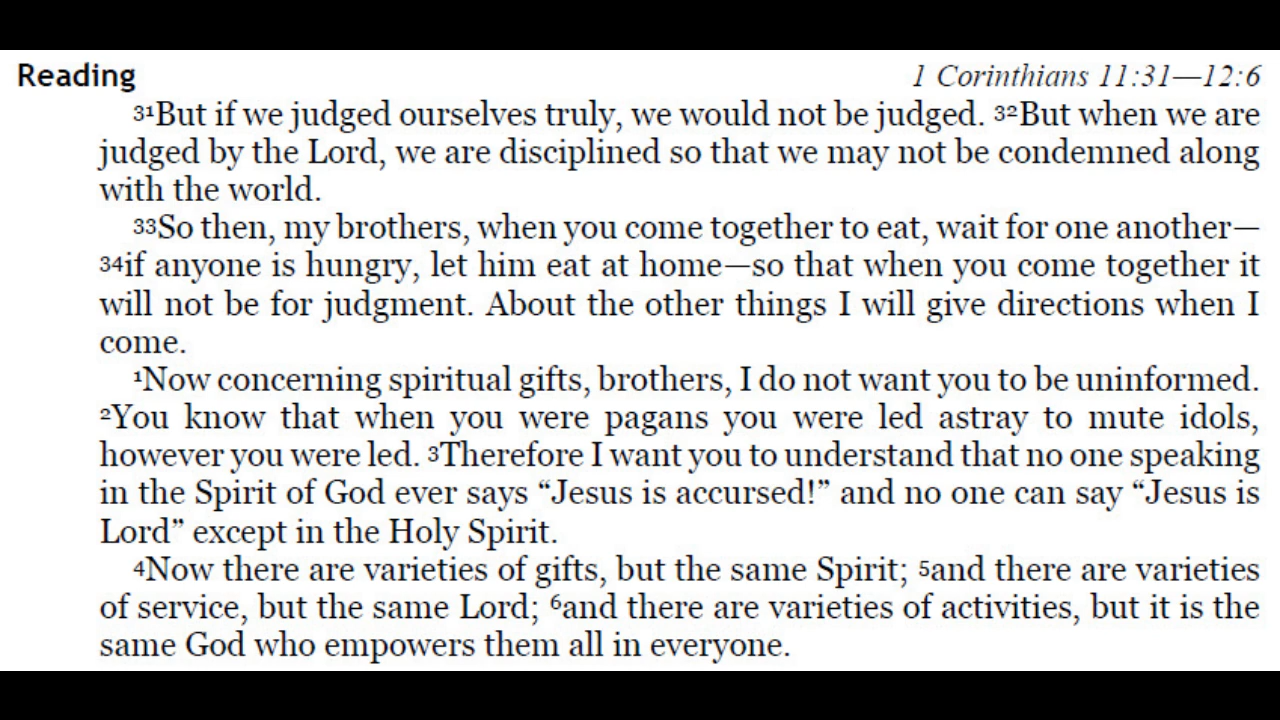 Reading 1 Corinthians 11:31—12:6
³¹But if we judged ourselves truly, we would not be judged. ³²But when we are
judged by the Lord, we are disciplined so that we may not be condemned along
with the world.
³³So then, my brothers, when you come together to eat, wait for one another—
³⁴if anyone is hungry, let him eat at home—so that when you come together it
will not be for judgment. About the other things I will give directions when I
come.
¹Now concerning spiritual gifts, brothers, I do not want you to be uninformed.
²You know that when you were pagans you were led astray to mute idols,
however you were led. ³Therefore I want you to understand that no one speaking
in the Spirit of God ever says “Jesus is accursed!” and no one can say “Jesus is
Lord” except in the Holy Spirit.
⁴Now there are varieties of gifts, but the same Spirit; ⁵and there are varieties
of service, but the same Lord; ⁶and there are varieties of activities, but it is the
same God who empowers them all in everyone.